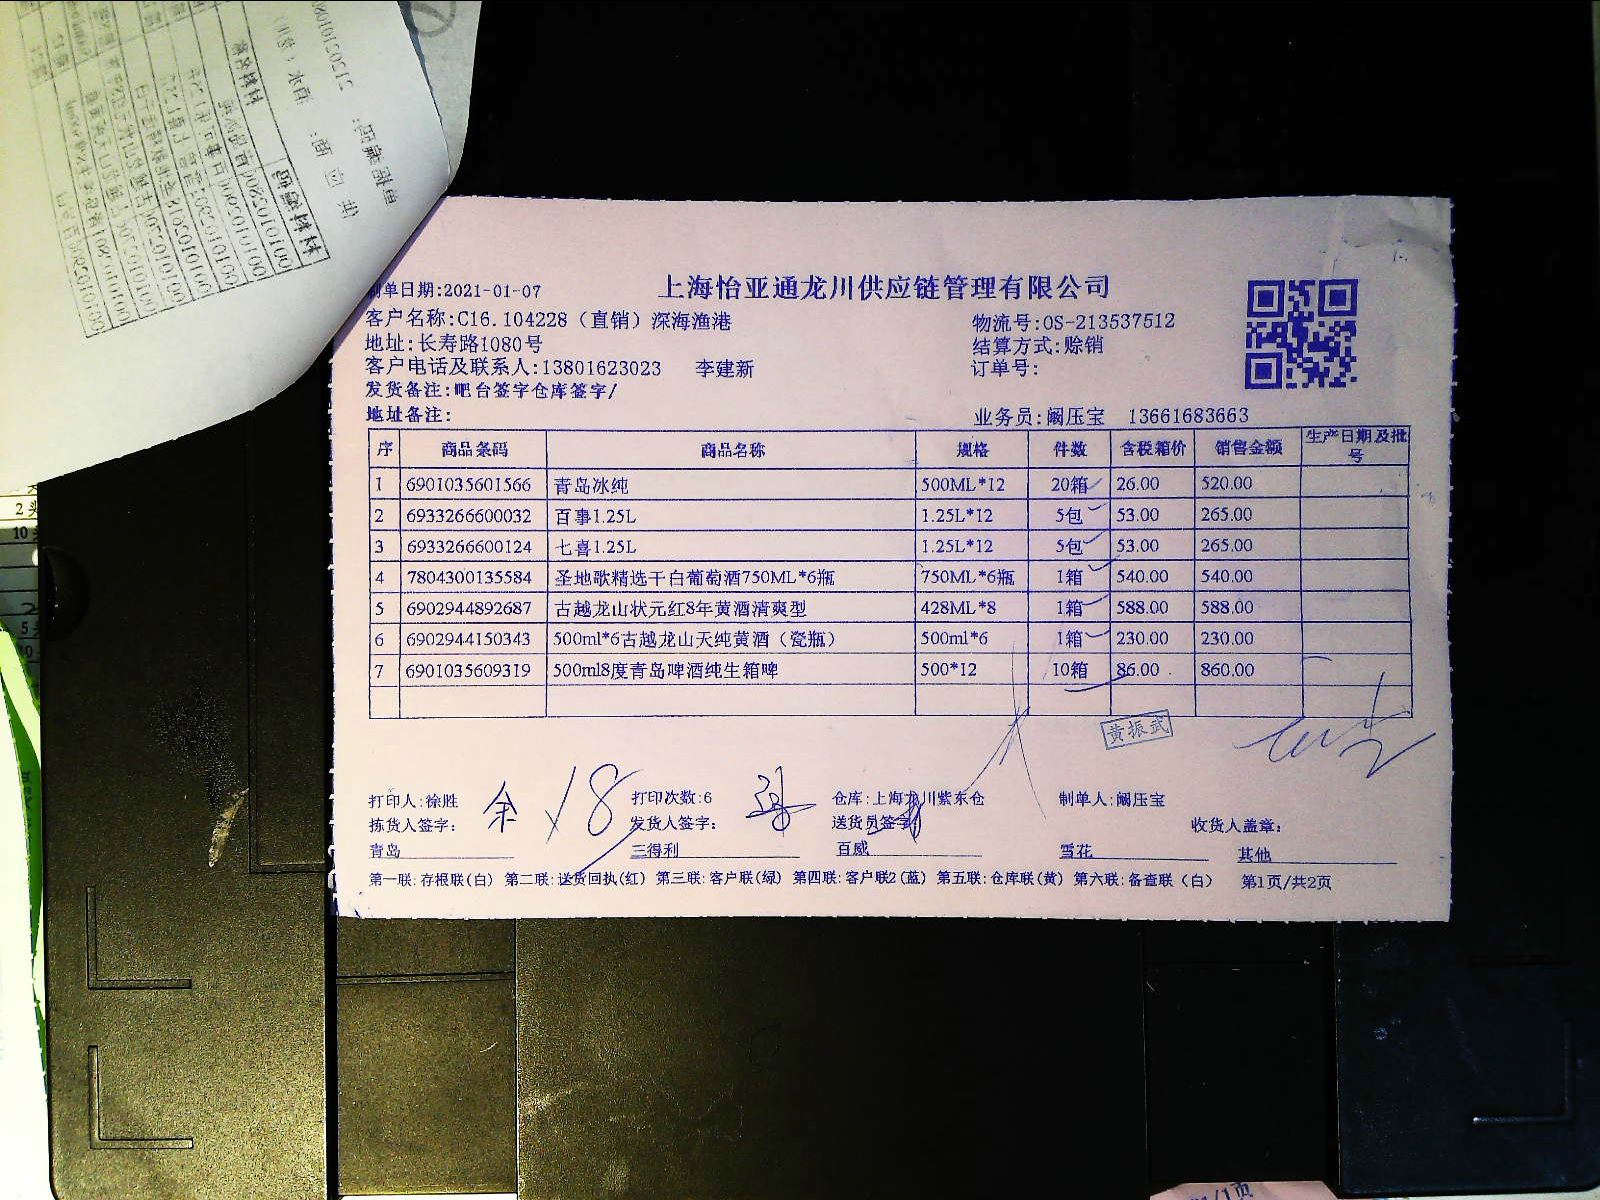 制单日期:2021-01-07
上海怡亚通龙川供应链管理有限公司
客户名称:C16.104228（直销）深海渔港
物流号:OS-213537512
地址:长寿路1080号
结算方式:赊销
客户电话及联系人:13801623023 李建新
订单号:
发货备注:吧台签字仓库签字/
地址备注:
业务员:阚压宝 13661683663
序 商品条码 商品名称 规格 件数 含税箱价 销售金额 生产日期及批号
1 6901035601566 青岛冰纯 500ML*12 20箱 26.00 520.00
2 6933266600032 百事1.25L 1.25L*12 5包 53.00 265.00
3 6933266600124 七喜1.25L 1.25L*12 5包 53.00 265.00
4 7804300135584 圣地歌精选干白葡萄酒750ML*6瓶 750ML*6瓶 1箱 540.00 540.00
5 6902944892687 古越龙山状元红8年黄酒清爽型 428ML*8 1箱 588.00 588.00
6 6902944150343 500ml*6古越龙山天纯黄酒（瓷瓶） 500ml*6 1箱 230.00 230.00
7 6901035609319 500ml8度青岛啤酒纯生箱啤 500*12 10箱 86.00 860.00
黄振武
打印人:徐胜 打印次数:6 仓库:上海龙川紫东仓 制单人:阚压宝
拣货人签字: 余 发货人签字: 送货员签字: 收货人盖章:
青岛 三得利 百威 雪花 其他
第一联:存根联(白) 第二联:送货回执(红) 第三联:客户联(绿) 第四联:客户联2(蓝) 第五联:仓库联(黄) 第六联:备查联（白） 第1页/共2页